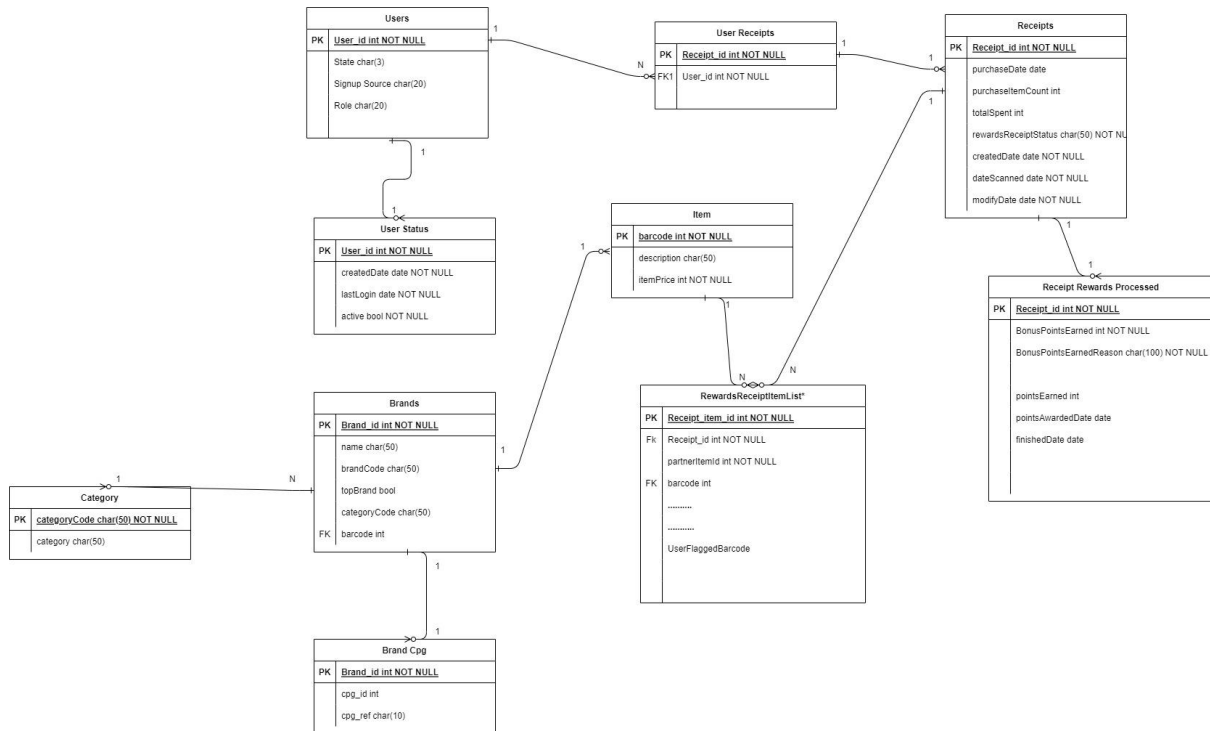 Users
PK User_id int NOT NULL
State char(3)
Signup Source char(20)
Role char(20)
1
N
User Receipts
PK Receipt_id int NOT NULL
FK1 User_id int NOT NULL
1
1
Receipts
PK Receipt_id int NOT NULL
purchaseDate date
purchaseItemCount int
totalSpent int
rewardsReceiptStatus char(50) NOT NU
createdDate date NOT NULL
dateScanned date NOT NULL
modifyDate date NOT NULL
1
1
1
User Status
PK User_id int NOT NULL
createdDate date NOT NULL
lastLogin date NOT NULL
active bool NOT NULL
Item
PK barcode int NOT NULL
description char(50)
itemPrice int NOT NULL
1
1
N
N
1
1
Receipt Rewards Processed
PK Receipt_id int NOT NULL
BonusPointsEarned int NOT NULL
BonusPointsEarnedReason char(100) NOT NULL
pointsEarned int
pointsAwardedDate date
finishedDate date
Brands
PK Brand_id int NOT NULL
name char(50)
brandCode char(50)
topBrand bool
categoryCode char(50)
FK barcode int
1
RewardsReceiptItemList*
PK Receipt_item_id int NOT NULL
Fk Receipt_id int NOT NULL
partnerItemId int NOT NULL
FK barcode int
..........
...........
UserFlaggedBarcode
1
N
Category
PK categoryCode char(50) NOT NULL
category char(50)
1
1
Brand Cpg
PK Brand_id int NOT NULL
cpg_id int
cpg_ref char(10)